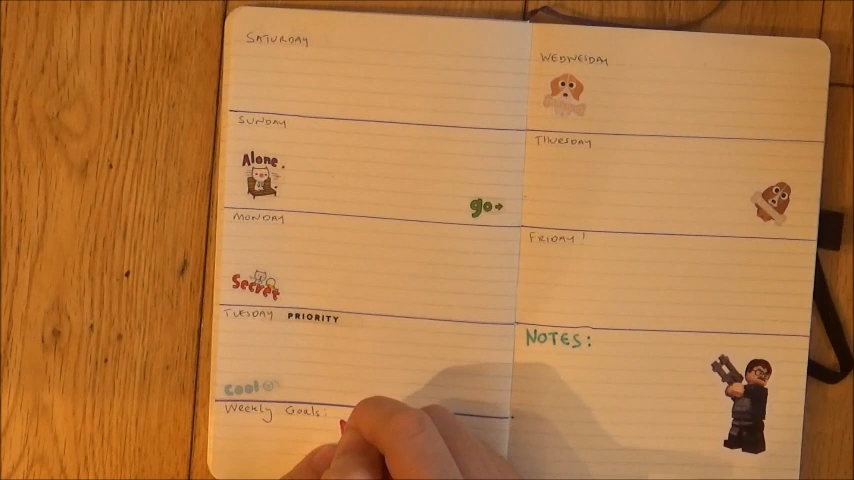 SATURDAY
SUNDAY
Alone.
go
MONDAY
Secret
TUESDAY PRIORITY
cool
Weekly Goals:
WEDNESDAY
THURSDAY
FRIDAY!
NOTES: